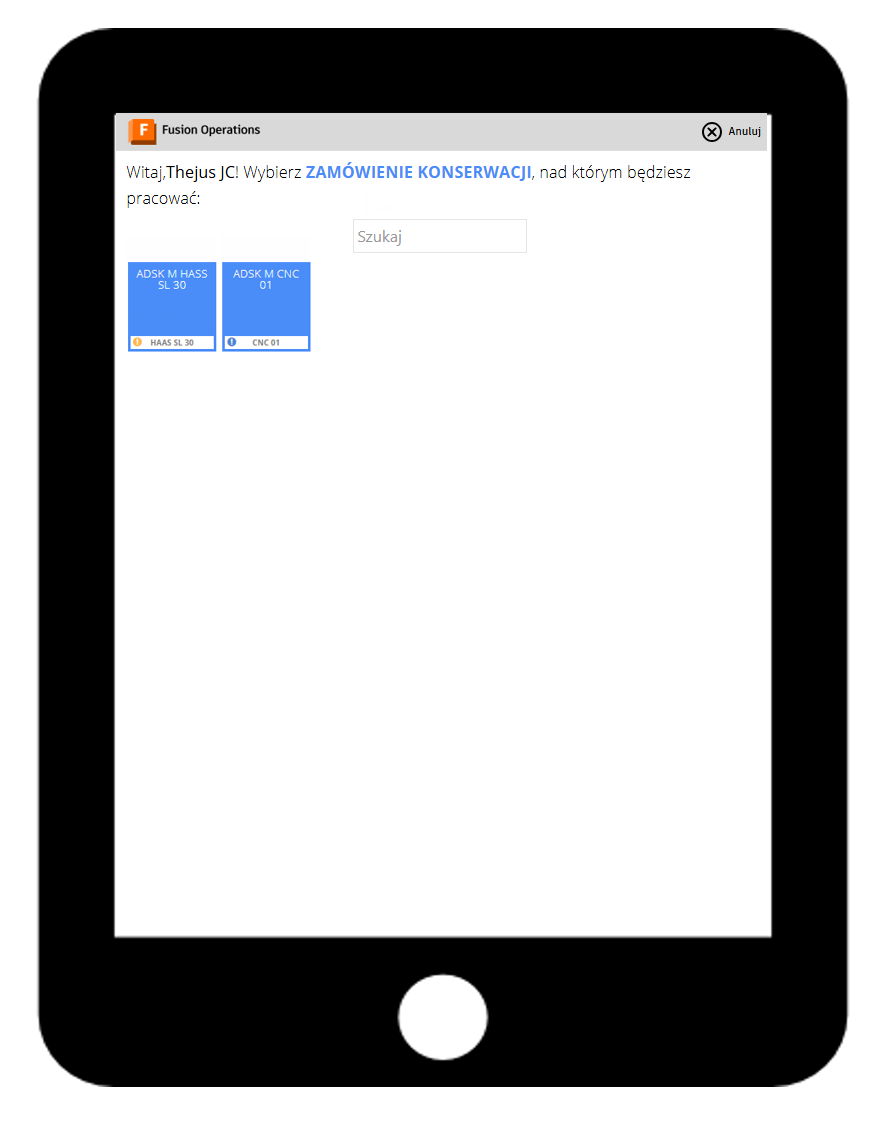 F Fusion Operations
Anuluj
Witaj,Thejus JC! Wybierz ZAMÓWIENIE KONSERWACJI, nad którym będziesz
pracować:
Szukaj
ADSK M HASS
SL 30
HAAS SL 30
ADSK M CNC
01
CNC 01